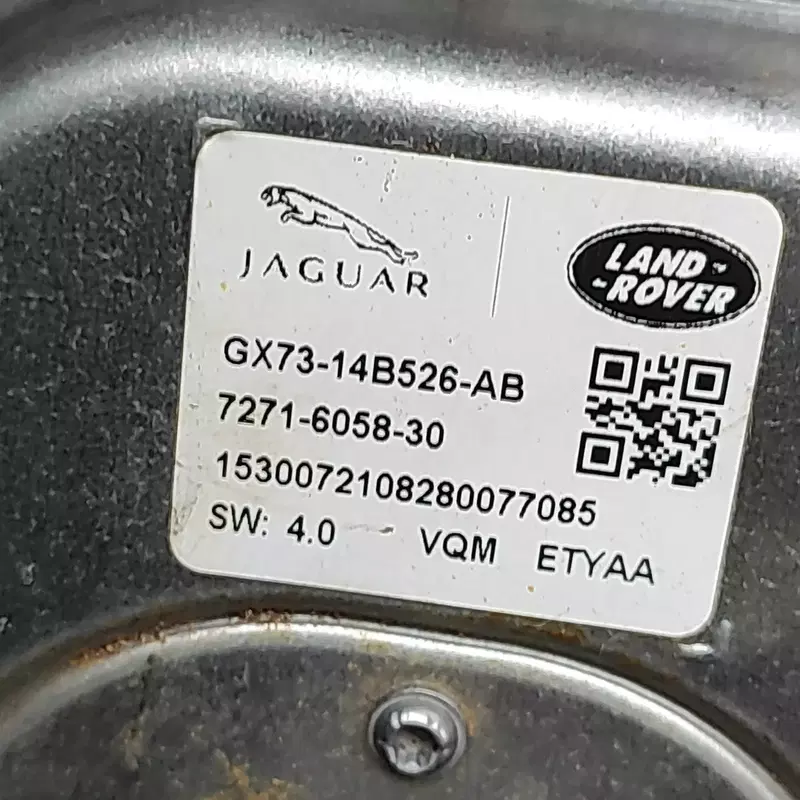 JAGUAR
LAND-
-ROVER
GX73-14B526-AB
7271-6058-30
1530072108280077085
SW: 4.0 VQM ETYAA